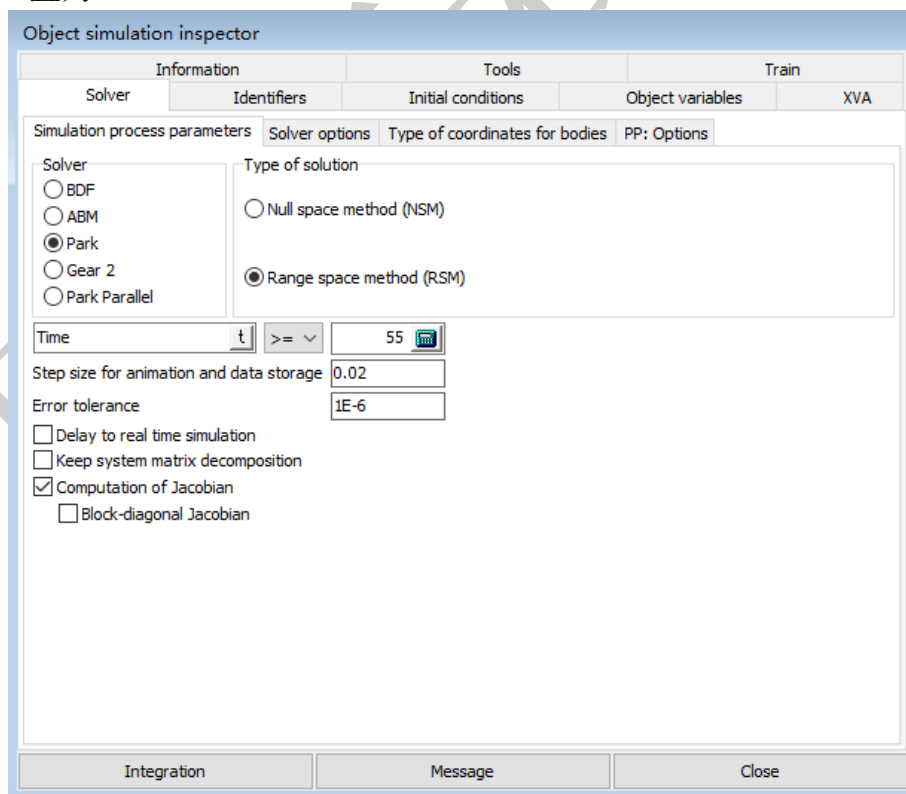 Object simulation inspector
Information Tools Train
Solver Identifiers Initial conditions Object variables XVA
Simulation process parameters Solver options Type of coordinates for bodies PP: Options
Solver Type of solution
BDF
ABM Null space method (NSM)
Park
Gear 2 Range space method (RSM)
Park Parallel
Time t >= 55
Step size for animation and data storage 0.02
Error tolerance 1E-6
Delay to real time simulation
Keep system matrix decomposition
Computation of Jacobian
Block-diagonal Jacobian
Integration Message Close